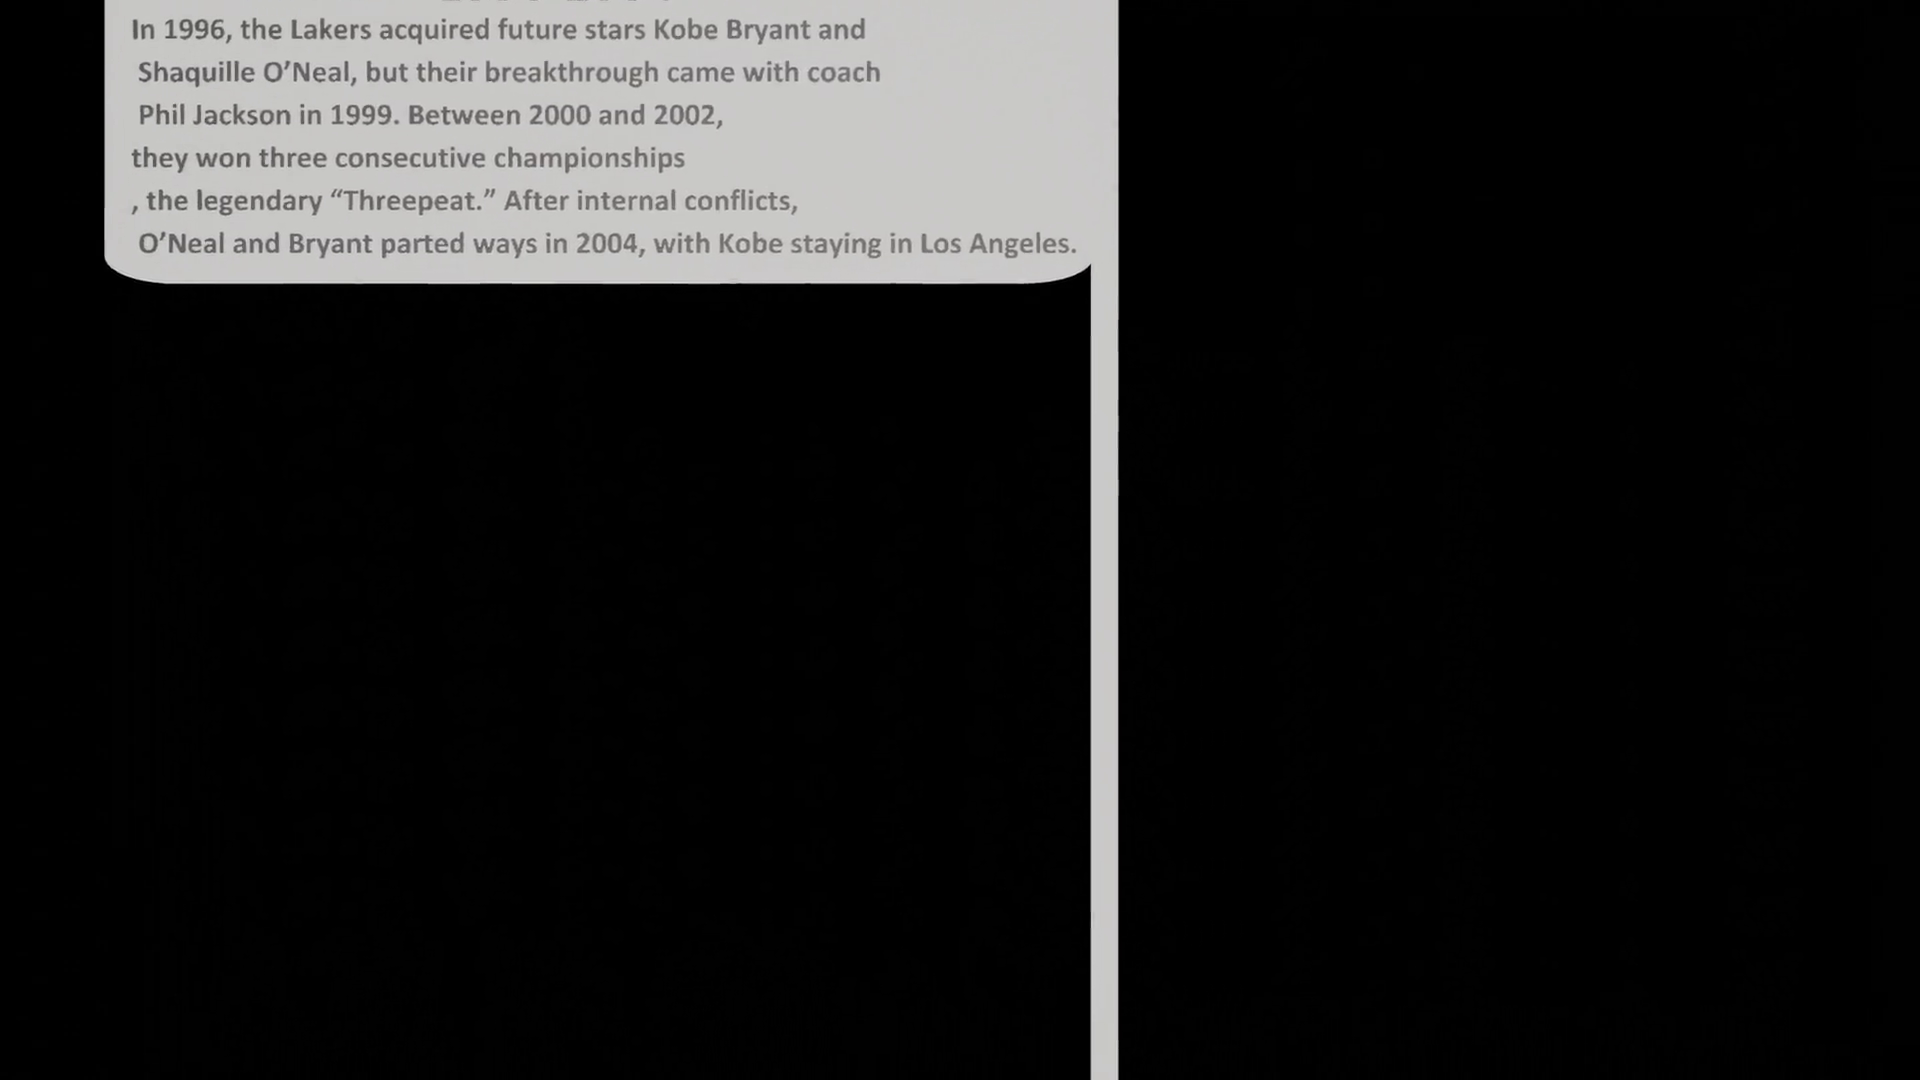 In 1996, the Lakers acquired future stars Kobe Bryant and
Shaquille O’Neal, but their breakthrough came with coach
Phil Jackson in 1999. Between 2000 and 2002,
they won three consecutive championships
, the legendary “Threepeat.” After internal conflicts,
O’Neal and Bryant parted ways in 2004, with Kobe staying in Los Angeles.